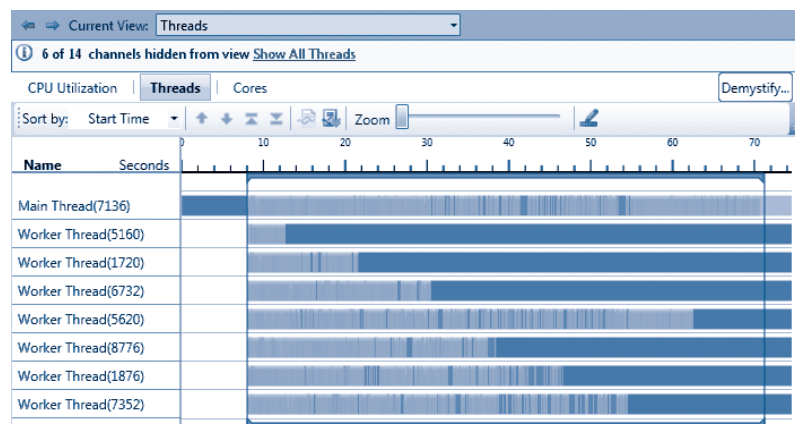 Current View: Threads
6 of 14 channels hidden from view Show All Threads
CPU Utilization Threads Cores Demystify...
Sort by: Start Time Zoom
0 10 20 30 40 50 60 70
Name Seconds
Main Thread(7136)
Worker Thread(5160)
Worker Thread(1720)
Worker Thread(6732)
Worker Thread(5620)
Worker Thread(8776)
Worker Thread(1876)
Worker Thread(7352)